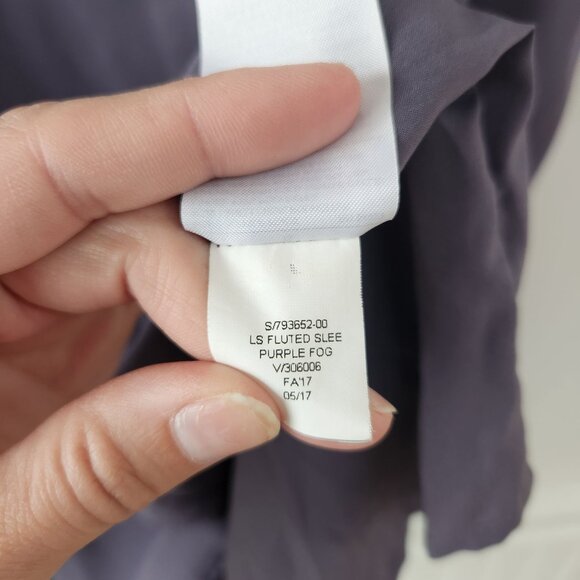 S/793652-00
LS FLUTED SLEE
PURPLE FOG
V/306006
FA'17
05/17